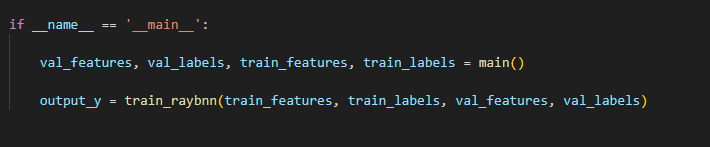 if __name__ == '__main__':
val_features, val_labels, train_features, train_labels = main()
output_y = train_raybnn(train_features, train_labels, val_features, val_labels)